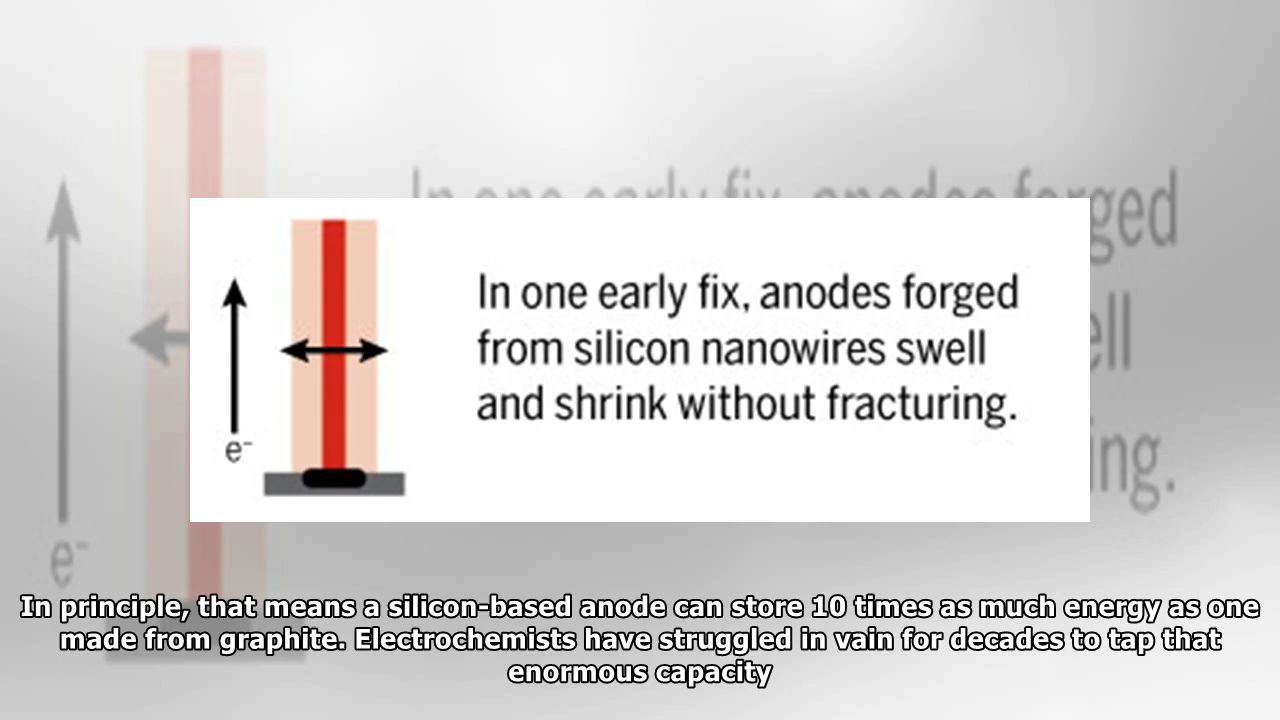 In one early fix, anodes forged
from silicon nanowires swell
and shrink without fracturing.
e⁻
In principle, that means a silicon-based anode can store 10 times as much energy as one
made from graphite. Electrochemists have struggled in vain for decades to tap that
enormous capacity